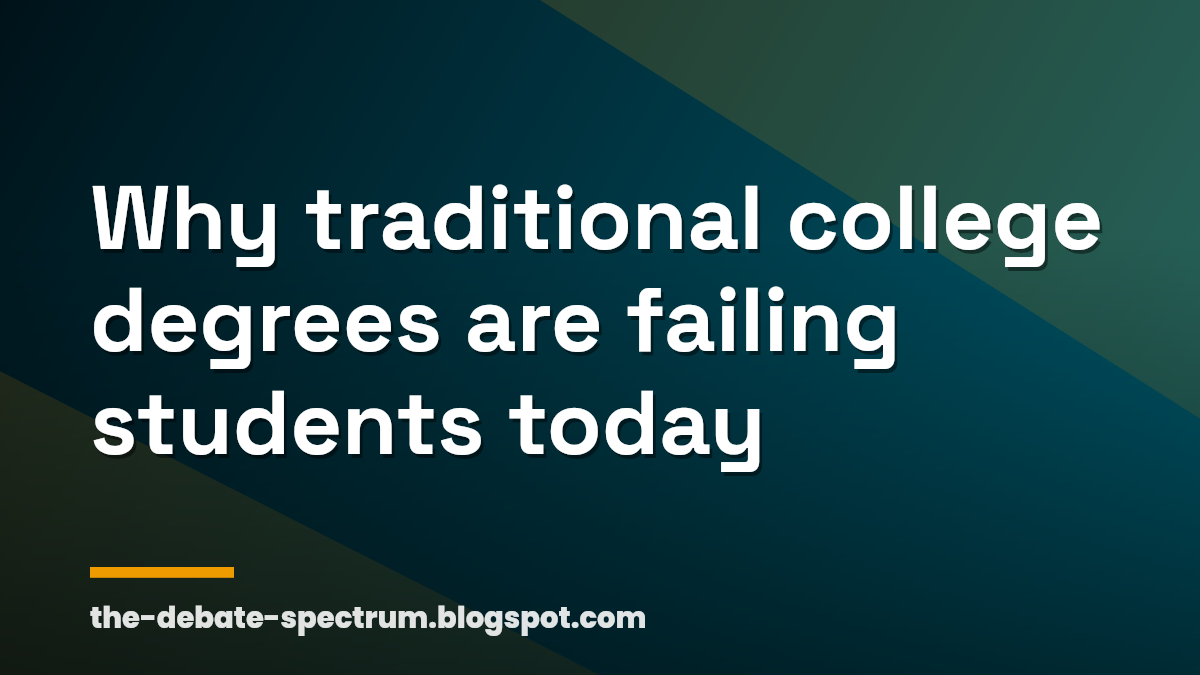 Why traditional college
degrees are failing
students today
the-debate-spectrum.blogspot.com